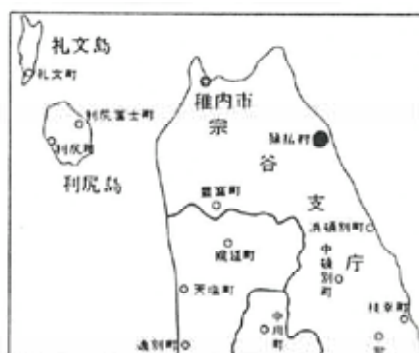 礼文島
礼文町
稚内市
利尻富士町
宗
猿払村
利尻町
谷
利尻島
豊富町
支
浜頓別町
幌延町
中頓別町
庁
天塩町
枝幸町
中川町
遠別町